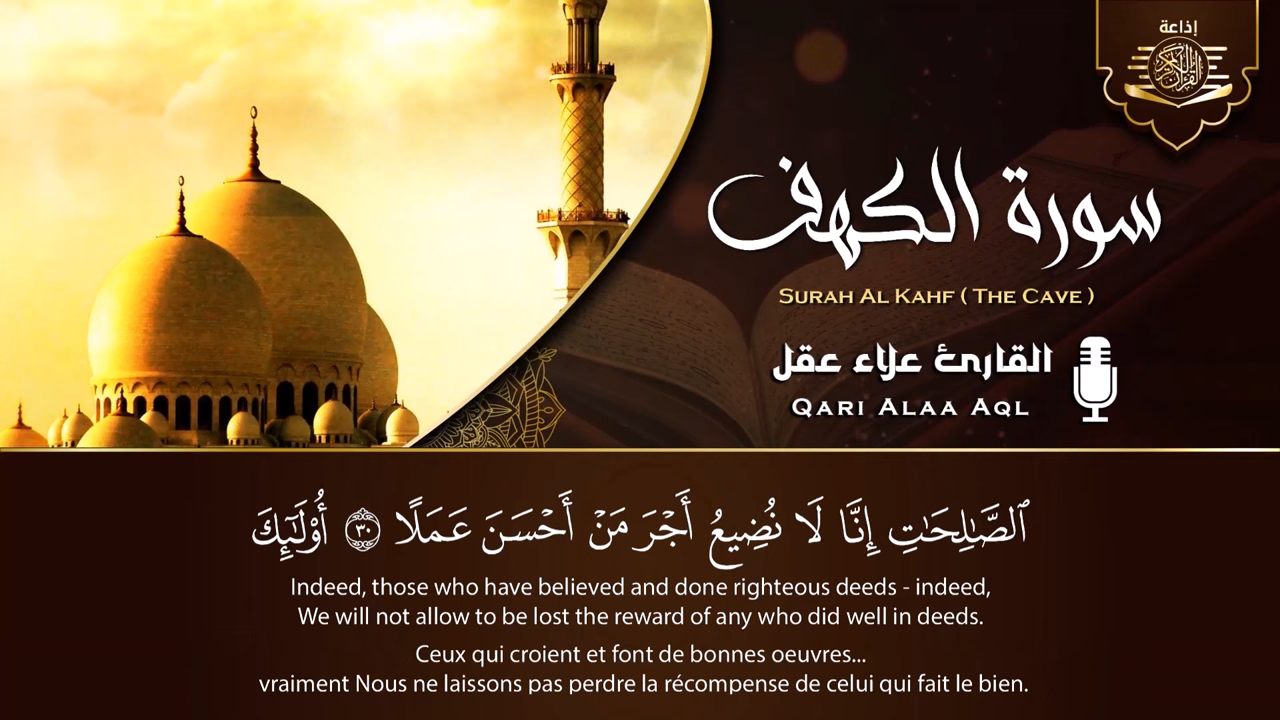 إذاعة
القرآن الكريم
سورة الكهف
SURAH AL KAHF ( THE CAVE )
القارئ علاء عقل
QARI ALAA AQL
ٱلصَّٰلِحَٰتِ إِنَّا لَا نُضِيعُ أَجۡرَ مَنۡ أَحۡسَنَ عَمَلًا ٣٠ أُوْلَٰٓئِكَ
Indeed, those who have believed and done righteous deeds - indeed,
We will not allow to be lost the reward of any who did well in deeds.
Ceux qui croient et font de bonnes oeuvres...
vraiment Nous ne laissons pas perdre la récompense de celui qui fait le bien.